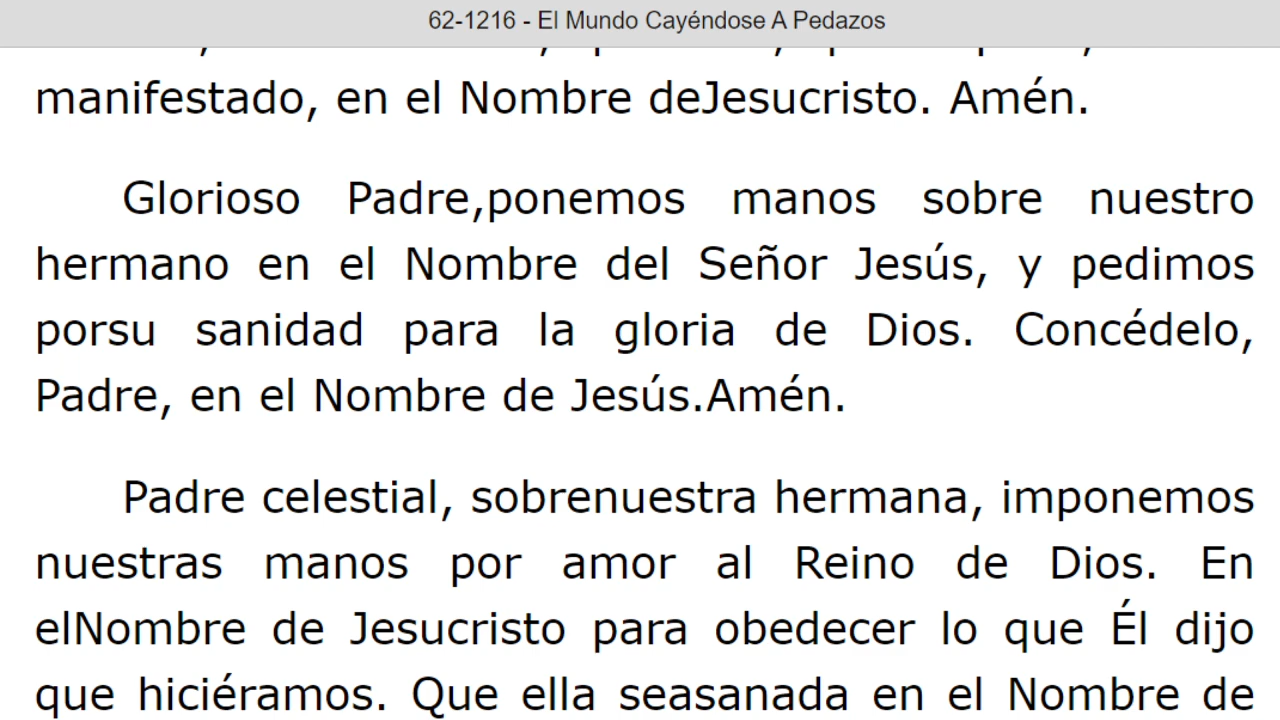 62-1216 - El Mundo Cayéndose A Pedazos
manifestado, en el Nombre deJesucristo. Amén.
Glorioso Padre,ponemos manos sobre nuestro
hermano en el Nombre del Señor Jesús, y pedimos
porsu sanidad para la gloria de Dios. Concédelo,
Padre, en el Nombre de Jesús.Amén.
Padre celestial, sobrenuestra hermana, imponemos
nuestras manos por amor al Reino de Dios. En
elNombre de Jesucristo para obedecer lo que Él dijo
que hiciéramos. Que ella seasanada en el Nombre de